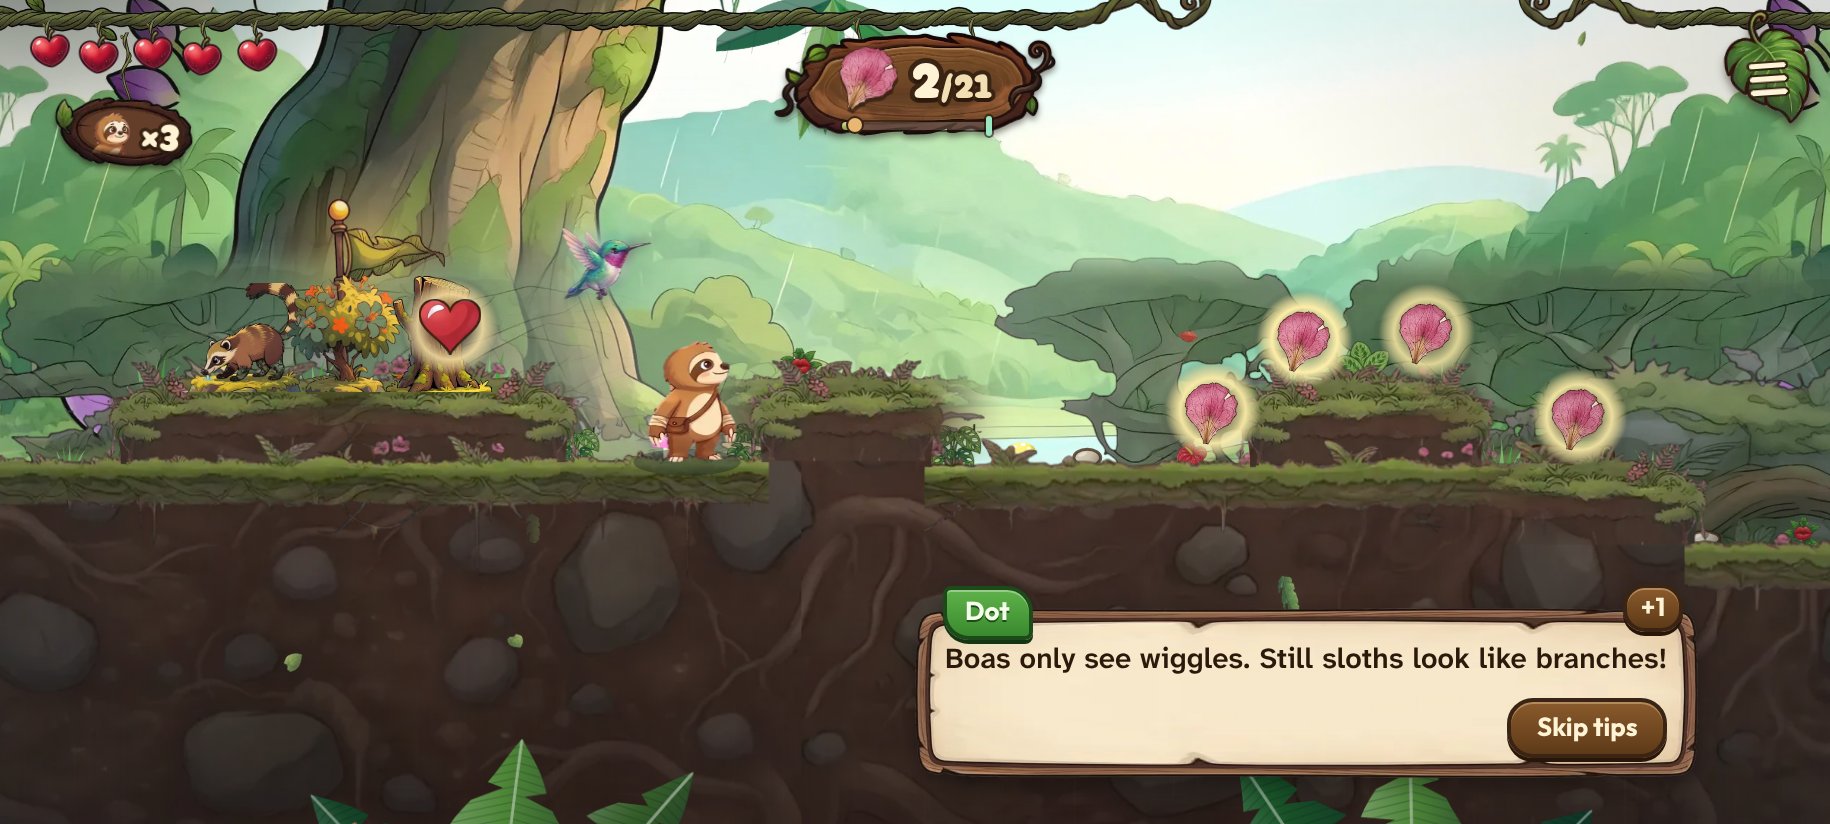 ×3
2/21
Dot
+1
Boas only see wiggles. Still sloths look like branches!
Skip tips